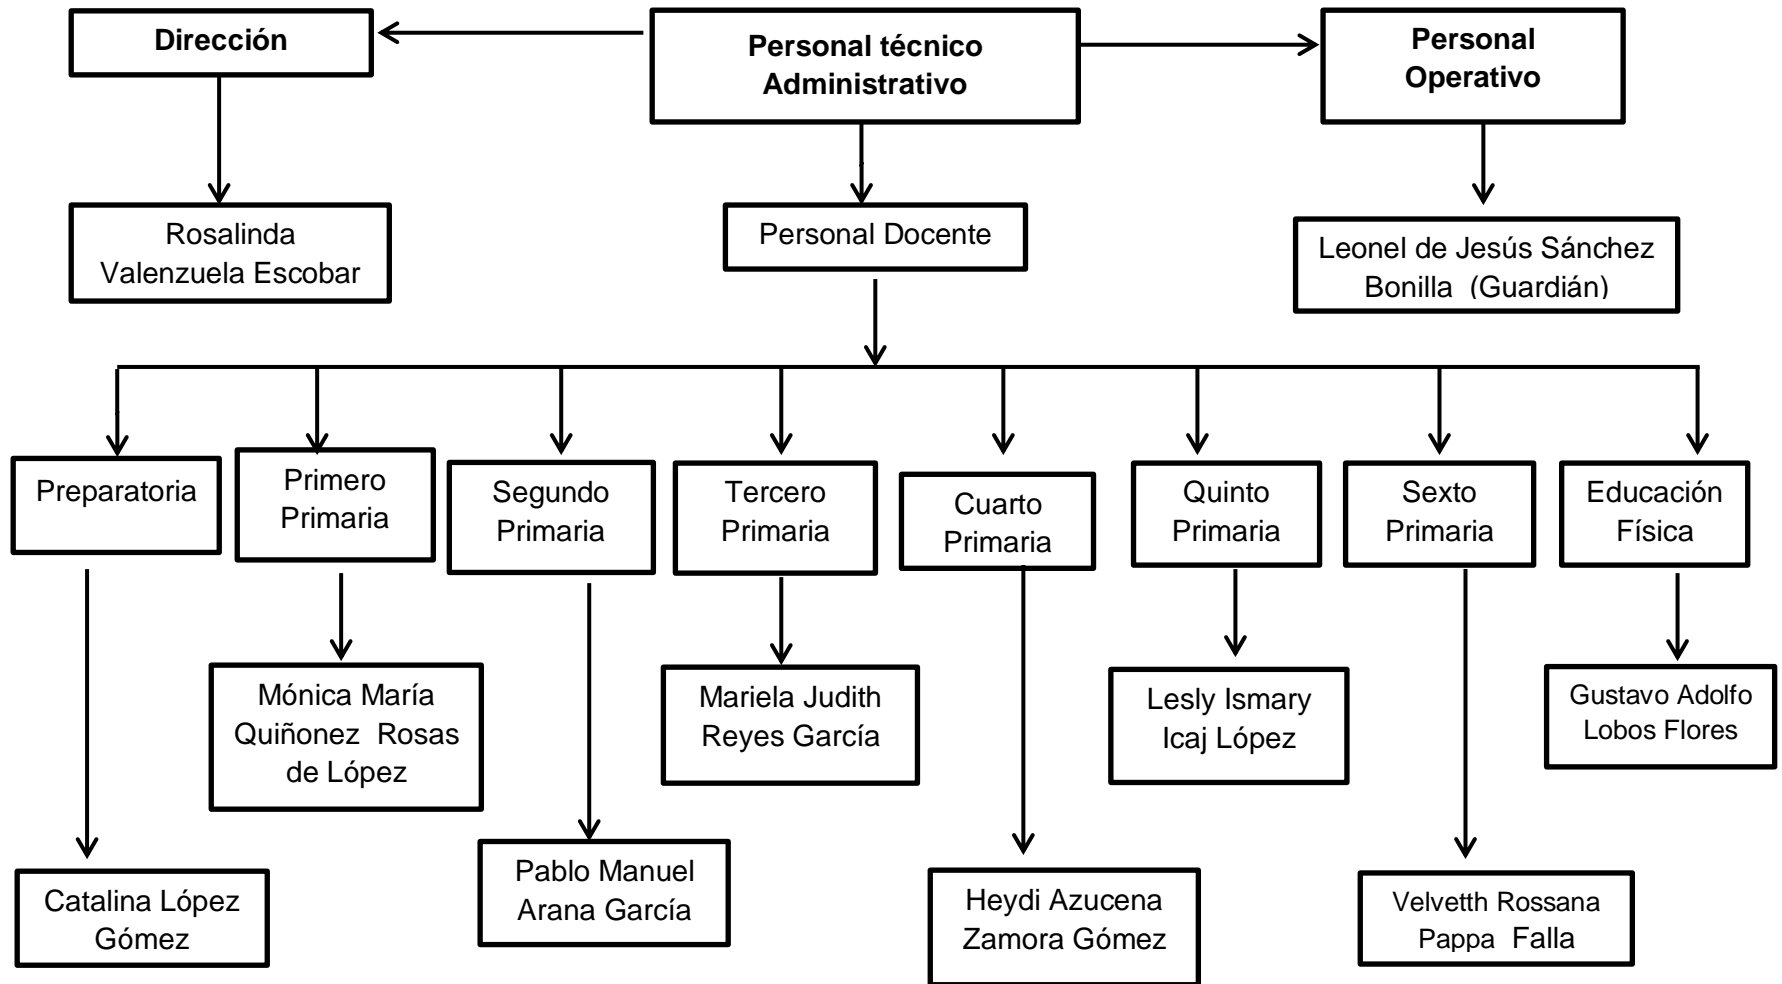 Dirección
Personal técnico
Administrativo
Personal
Operativo
Rosalinda
Valenzuela Escobar
Personal Docente
Leonel de Jesús Sánchez
Bonilla (Guardián)
Preparatoria
Primero
Primaria
Segundo
Primaria
Tercero
Primaria
Cuarto
Primaria
Quinto
Primaria
Sexto
Primaria
Educación
Física
Mónica María
Quiñonez Rosas
de López
Mariela Judith
Reyes García
Lesly Ismary
Icaj López
Gustavo Adolfo
Lobos Flores
Catalina López
Gómez
Pablo Manuel
Arana García
Heydi Azucena
Zamora Gómez
Velvetth Rossana
Pappa Falla